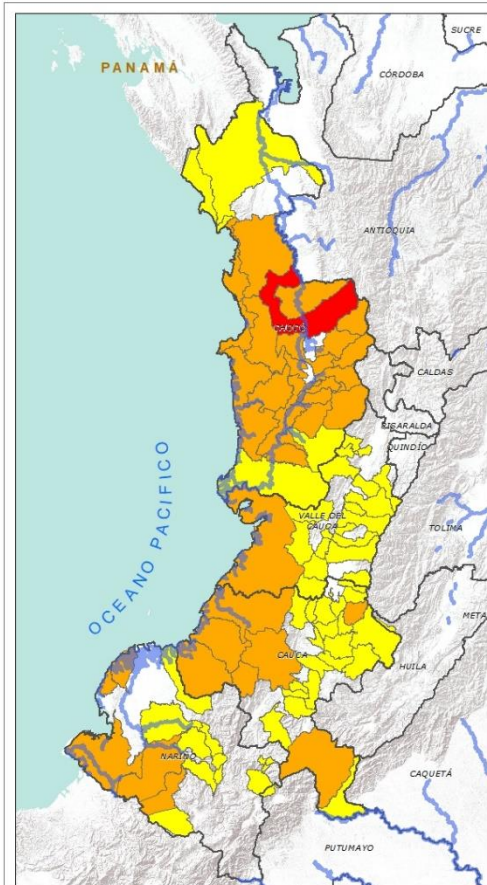 SUCRE
PANAMÁ
CÓRDOBA
ANTIOQUIA
CHOCÓ
CALDAS
RISARALDA
QUINDÍO
OCEANO PACIFICO
VALLE DEL
CAUCA
TOLIMA
META
CAUCA
HUILA
NARIÑO
CAQUETÁ
PUTUMAYO